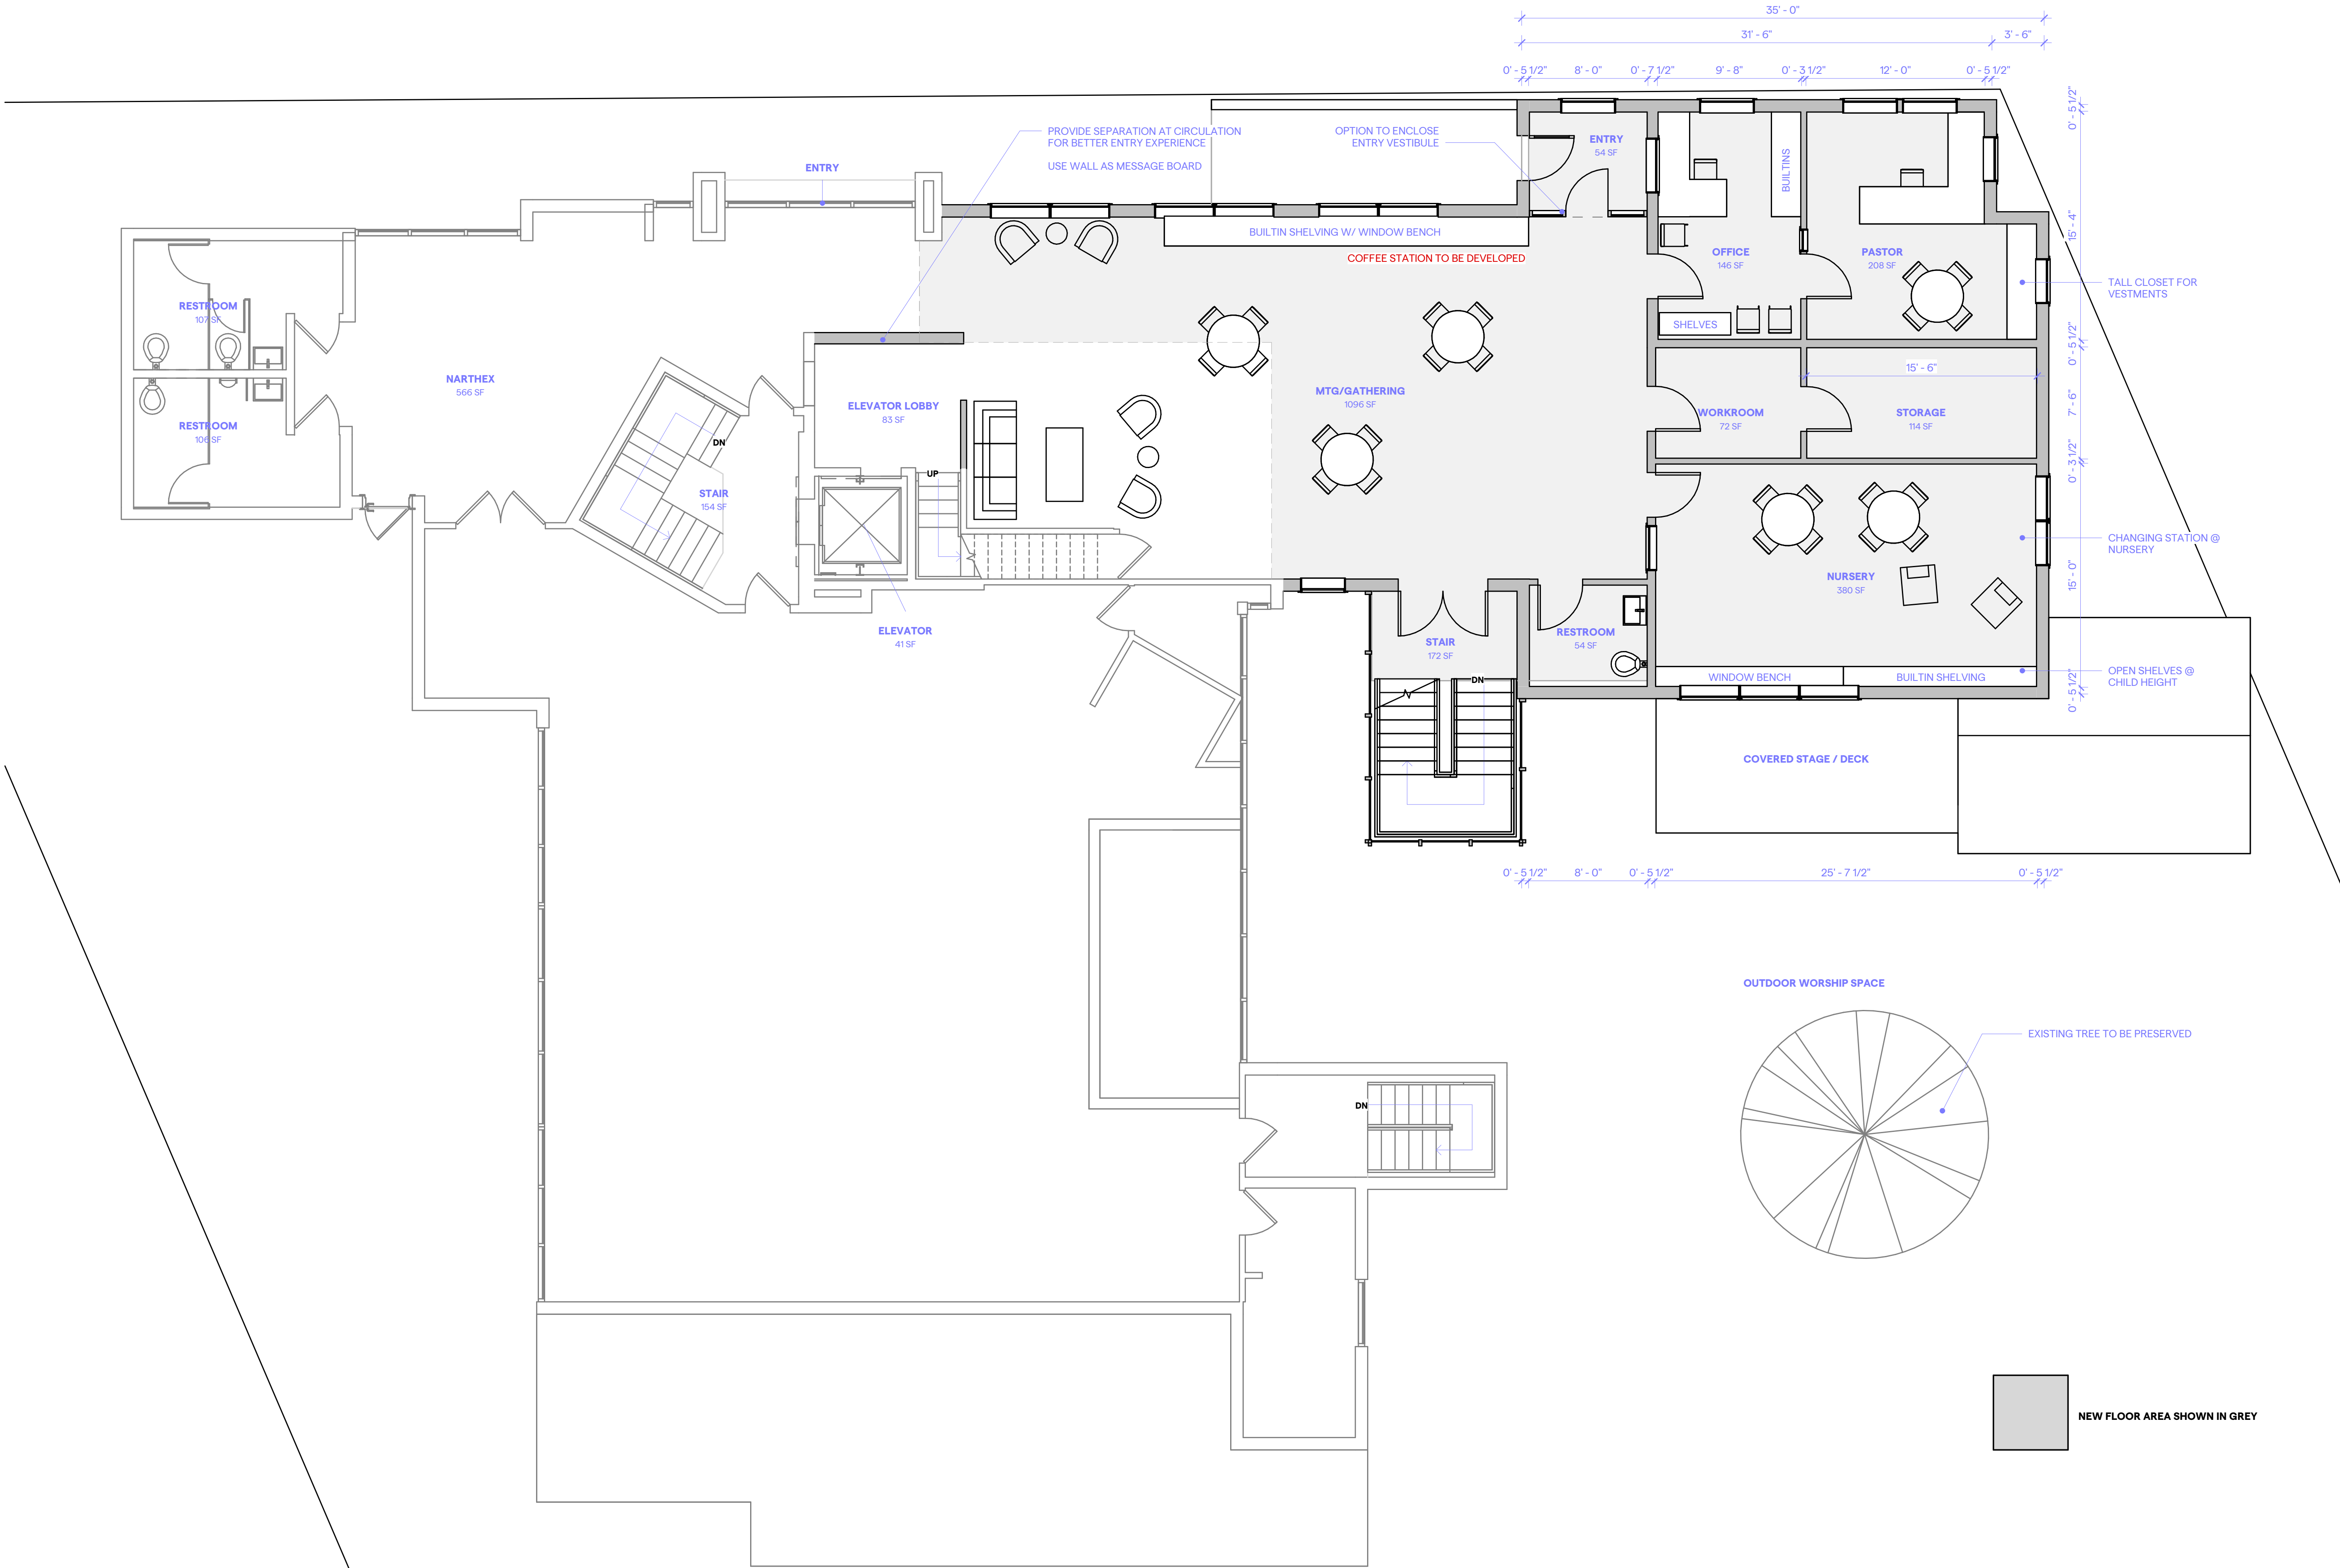 35' - 0"
31' - 6"
3' - 6"
0' - 5 1/2"
8' - 0"
0' - 7 1/2"
9' - 8"
0' - 3 1/2"
12' - 0"
0' - 5 1/2"
0' - 5 1/2"
15' - 4"
0' - 5 1/2"
7' - 6"
0' - 3 1/2"
15' - 0"
0' - 5 1/2"
PROVIDE SEPARATION AT CIRCULATION
FOR BETTER ENTRY EXPERIENCE
USE WALL AS MESSAGE BOARD
OPTION TO ENCLOSE
ENTRY VESTIBULE
ENTRY
54 SF
BUILTINS
ENTRY
BUILTIN SHELVING W/ WINDOW BENCH
COFFEE STATION TO BE DEVELOPED
OFFICE
146 SF
PASTOR
208 SF
TALL CLOSET FOR
VESTMENTS
RESTROOM
107 SF
SHELVES
15' - 6"
NARTHEX
566 SF
MTG/GATHERING
1096 SF
ELEVATOR LOBBY
83 SF
WORKROOM
72 SF
STORAGE
114 SF
RESTROOM
106 SF
DN
UP
STAIR
154 SF
CHANGING STATION @
NURSERY
NURSERY
380 SF
ELEVATOR
41 SF
STAIR
172 SF
RESTROOM
54 SF
DN
WINDOW BENCH
BUILTIN SHELVING
OPEN SHELVES @
CHILD HEIGHT
COVERED STAGE / DECK
0' - 5 1/2"
8' - 0"
0' - 5 1/2"
25' - 7 1/2"
0' - 5 1/2"
OUTDOOR WORSHIP SPACE
EXISTING TREE TO BE PRESERVED
DN
NEW FLOOR AREA SHOWN IN GREY